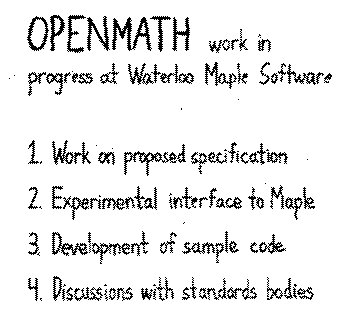 OPENMATH work in
progress at Waterloo Maple Software
1. Work on proposed specification
2. Experimental interface to Maple
3. Development of sample code
4. Discussions with standards bodies